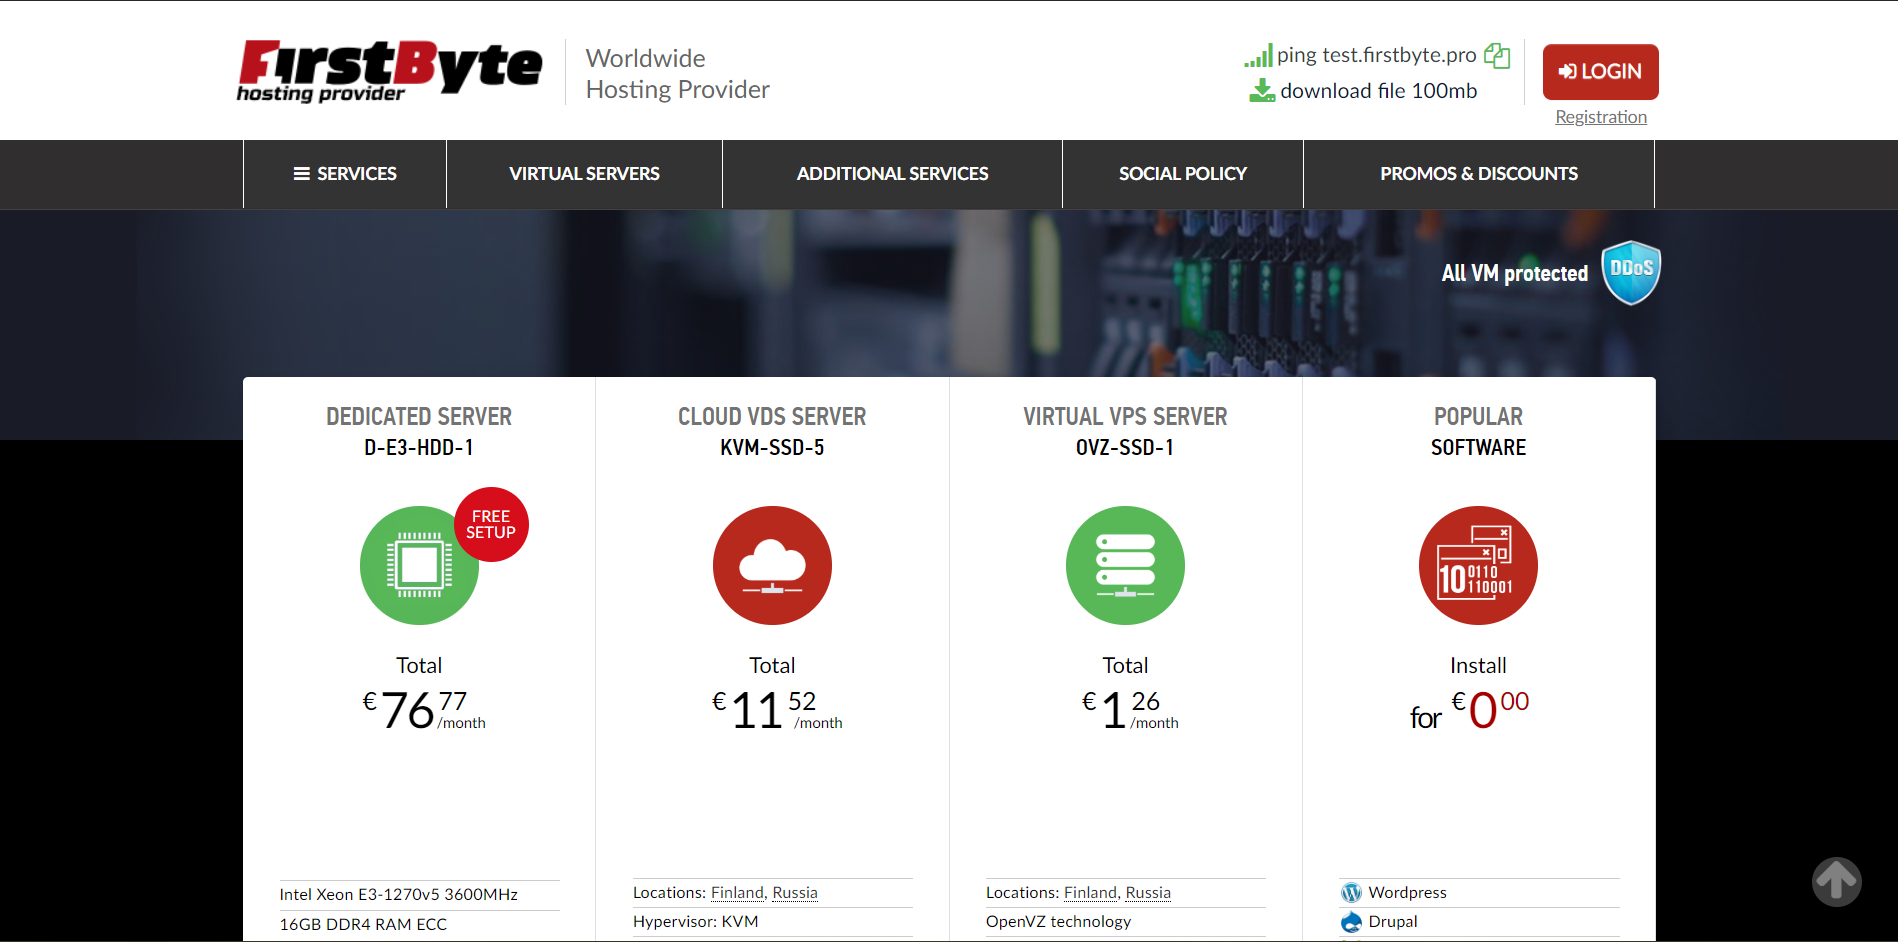 FirstByte
hosting provider
Worldwide
Hosting Provider
ping test.firstbyte.pro
download file 100mb
LOGIN
Registration
SERVICES
VIRTUAL SERVERS
ADDITIONAL SERVICES
SOCIAL POLICY
PROMOS & DISCOUNTS
All VM protected
DDoS
DEDICATED SERVER
D-E3-HDD-1
FREE
SETUP
Total
€ 76 77
/month
Intel Xeon E3-1270v5 3600MHz
16GB DDR4 RAM ECC
CLOUD VDS SERVER
KVM-SSD-5
Total
€ 11 52
/month
Locations: Finland, Russia
Hypervisor: KVM
VIRTUAL VPS SERVER
OVZ-SSD-1
Total
€ 1 26
/month
Locations: Finland, Russia
OpenVZ technology
POPULAR
SOFTWARE
10 0110
110001
Install
for € 0 00
Wordpress
Drupal